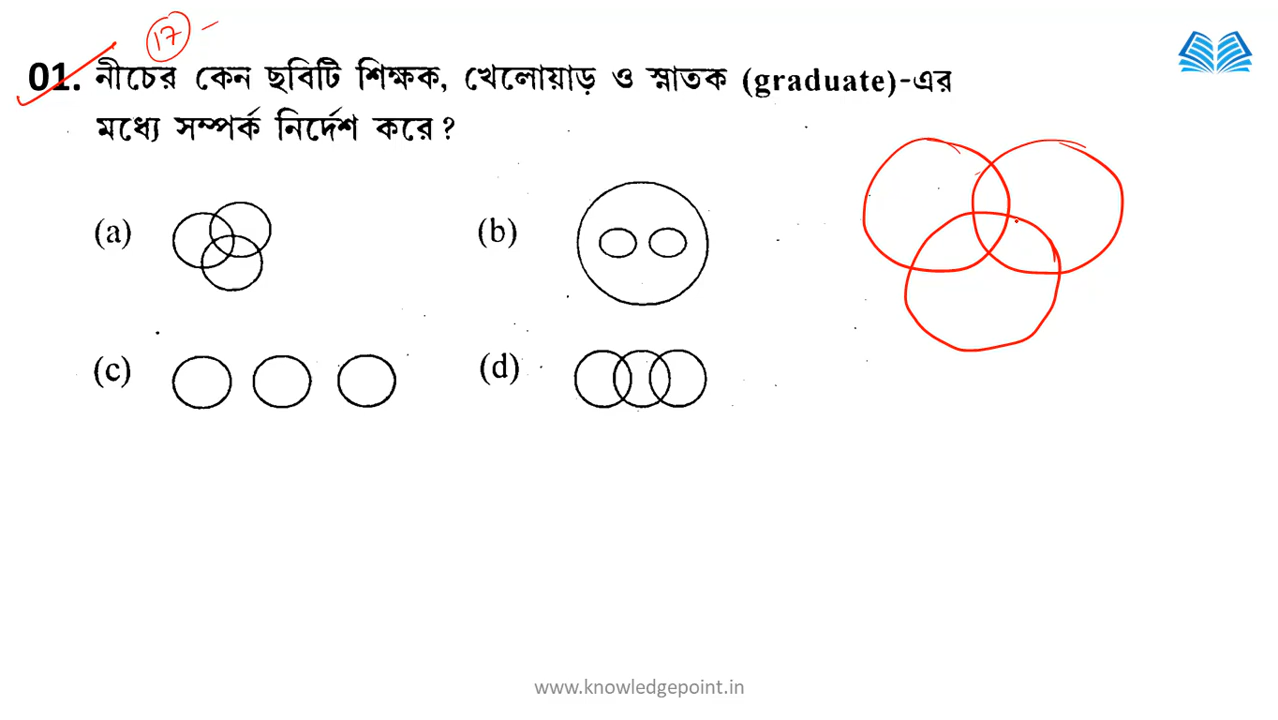 17
01. নীচের কেন ছবিটি শিক্ষক, খেলোয়াড় ও স্নাতক (graduate)-এর
মধ্যে সম্পর্ক নির্দেশ করে ?
(a) (b)
(c) (d)
www.knowledgepoint.in